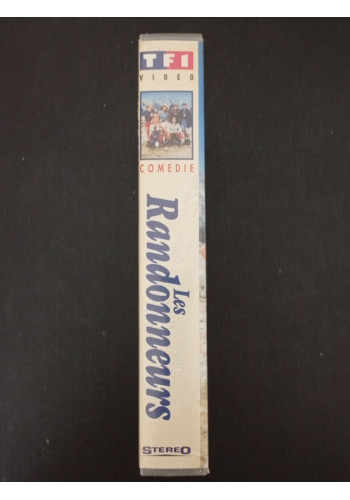 TF1
VIDEO
COMEDIE
Les
Randonneurs
STEREO